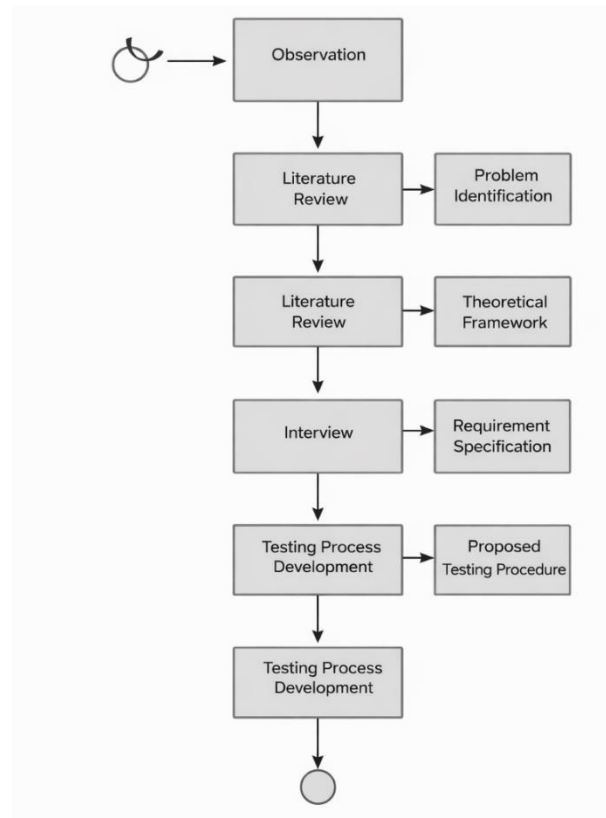 Observation
Literature
Review
Problem
Identification
Literature
Review
Theoretical
Framework
Interview
Requirement
Specification
Testing Process
Development
Proposed
Testing Procedure
Testing Process
Development